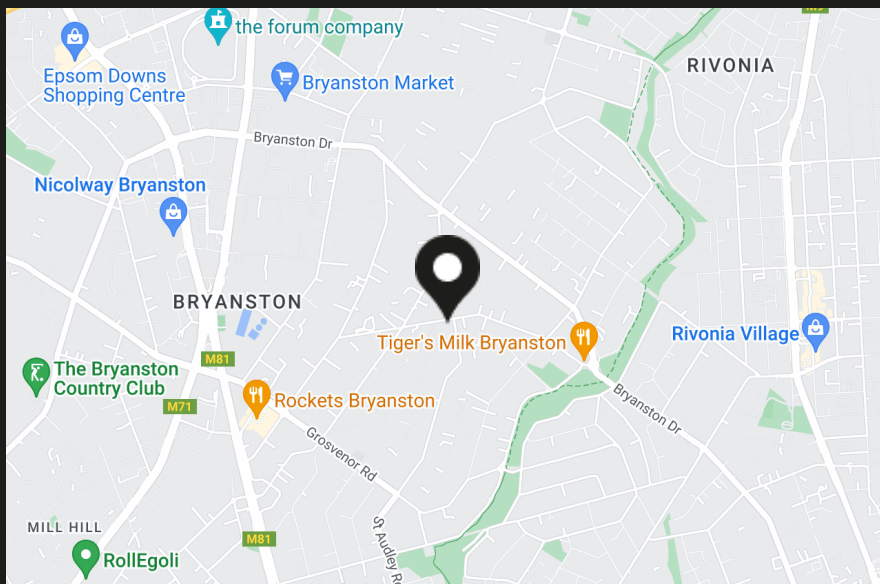 M9
the forum company
RIVONIA
Epsom Downs
Shopping Centre
Bryanston Market
Bryanston Dr
Nicolway Bryanston
BRYANSTON
Rivonia Village
Tiger's Milk Bryanston
M81
The Bryanston
Country Club
M71
Rockets Bryanston
Bryanston Dr
Grosvenor Rd
MILL HILL
St Audley
M81
RollEgoli